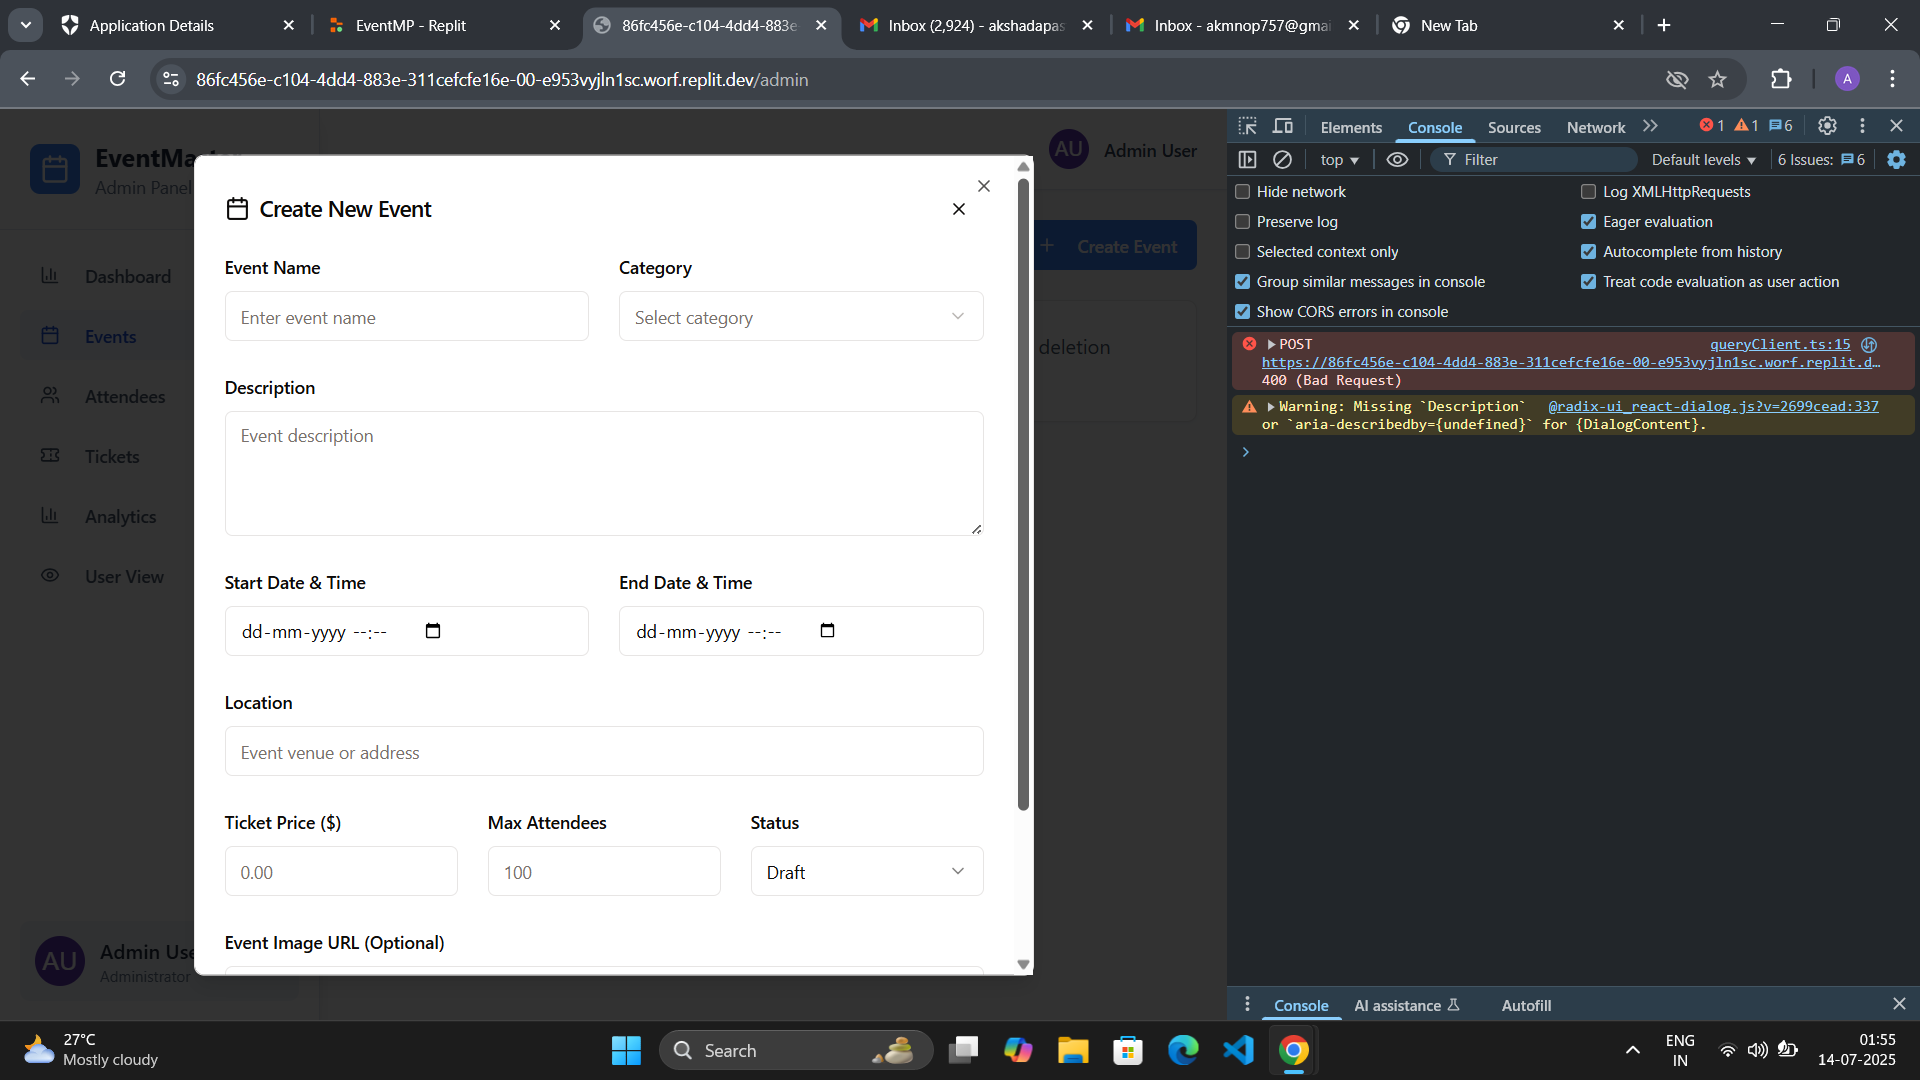 Application Details
EventMP - Replit
86fc456e-c104-4dd4-883e
Inbox (2,924) - akshadapas
Inbox - akmnop757@gmai
New Tab
86fc456e-c104-4dd4-883e-311cefcfe16e-00-e953vyjln1sc.worf.replit.dev/admin
A
EventMa
Admin Panel
AU
Admin User
Dashboard
Events
Attendees
Tickets
Analytics
User View
AU
Admin Use
Administrator
Create Event
deletion
Create New Event
Event Name
Category
Enter event name
Select category
Description
Event description
Start Date & Time
End Date & Time
dd-mm-yyyy --:--
dd-mm-yyyy --:--
Location
Event venue or address
Ticket Price ($)
Max Attendees
Status
0.00
100
Draft
Event Image URL (Optional)
Elements
Console
Sources
Network
1
1
6
top
Filter
Default levels
6 Issues:
6
Hide network
Log XMLHttpRequests
Preserve log
Eager evaluation
Selected context only
Autocomplete from history
Group similar messages in console
Treat code evaluation as user action
Show CORS errors in console
POST
queryClient.ts:15
https://86fc456e-c104-4dd4-883e-311cefcfe16e-00-e953vyjln1sc.worf.replit.d…
400 (Bad Request)
Warning: Missing `Description`
@radix-ui_react-dialog.js?v=2699cead:337
or `aria-describedby={undefined}` for {DialogContent}.
Console
AI assistance
Autofill
27°C
Mostly cloudy
Search
ENG
IN
01:55
14-07-2025